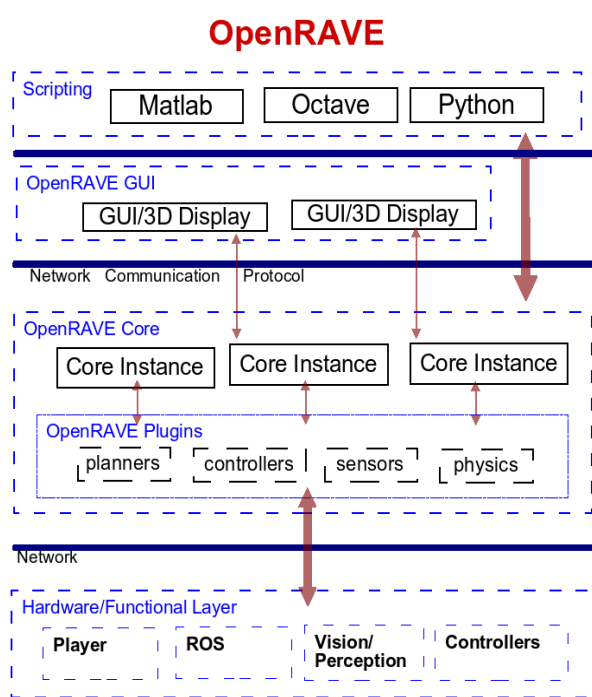 OpenRAVE
Scripting
Matlab
Octave
Python
OpenRAVE GUI
GUI/3D Display
GUI/3D Display
Network Communication Protocol
OpenRAVE Core
Core Instance
Core Instance
Core Instance
OpenRAVE Plugins
planners
controllers
sensors
physics
Network
Hardware/Functional Layer
Player
ROS
Vision/
Perception
Controllers